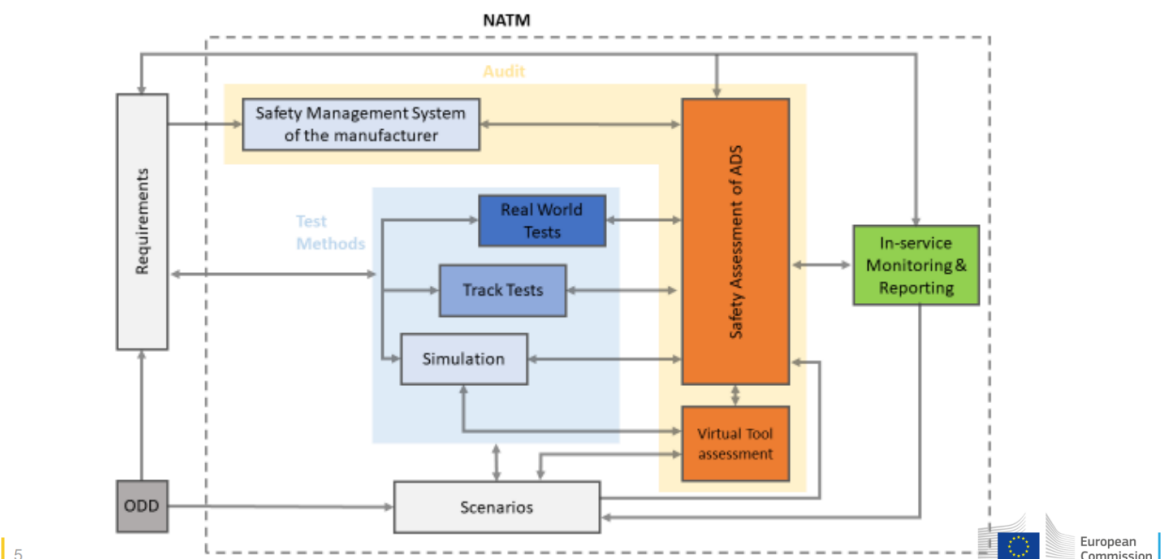 NATM
Audit
Safety Management System
of the manufacturer
Requirements
Test
Methods
Real World
Tests
Track Tests
Simulation
Safety Assessment of ADS
In-service
Monitoring &
Reporting
Virtual Tool
assessment
ODD
Scenarios
5
European
Commission